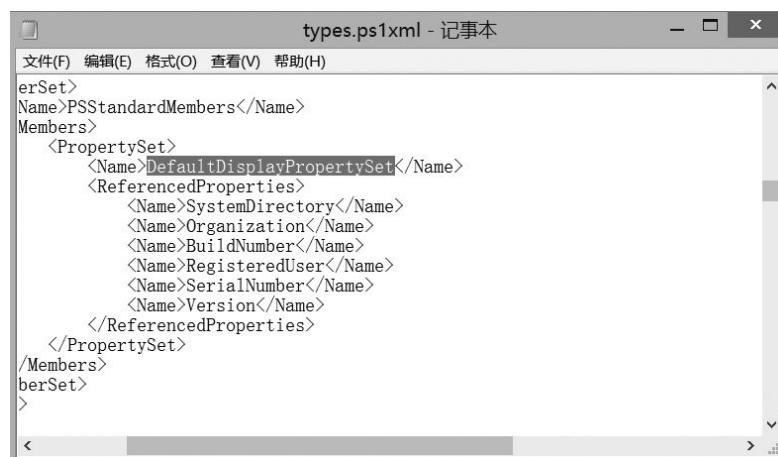 types.ps1xml - 记事本
文件(F) 编辑(E) 格式(O) 查看(V) 帮助(H)
erSet>
Name>PSStandardMembers</Name>
Members>
<PropertySet>
<Name>DefaultDisplayPropertySet</Name>
<ReferencedProperties>
<Name>SystemDirectory</Name>
<Name>Organization</Name>
<Name>BuildNumber</Name>
<Name>RegisteredUser</Name>
<Name>SerialNumber</Name>
<Name>Version</Name>
</ReferencedProperties>
</PropertySet>
/Members>
berSet>
>